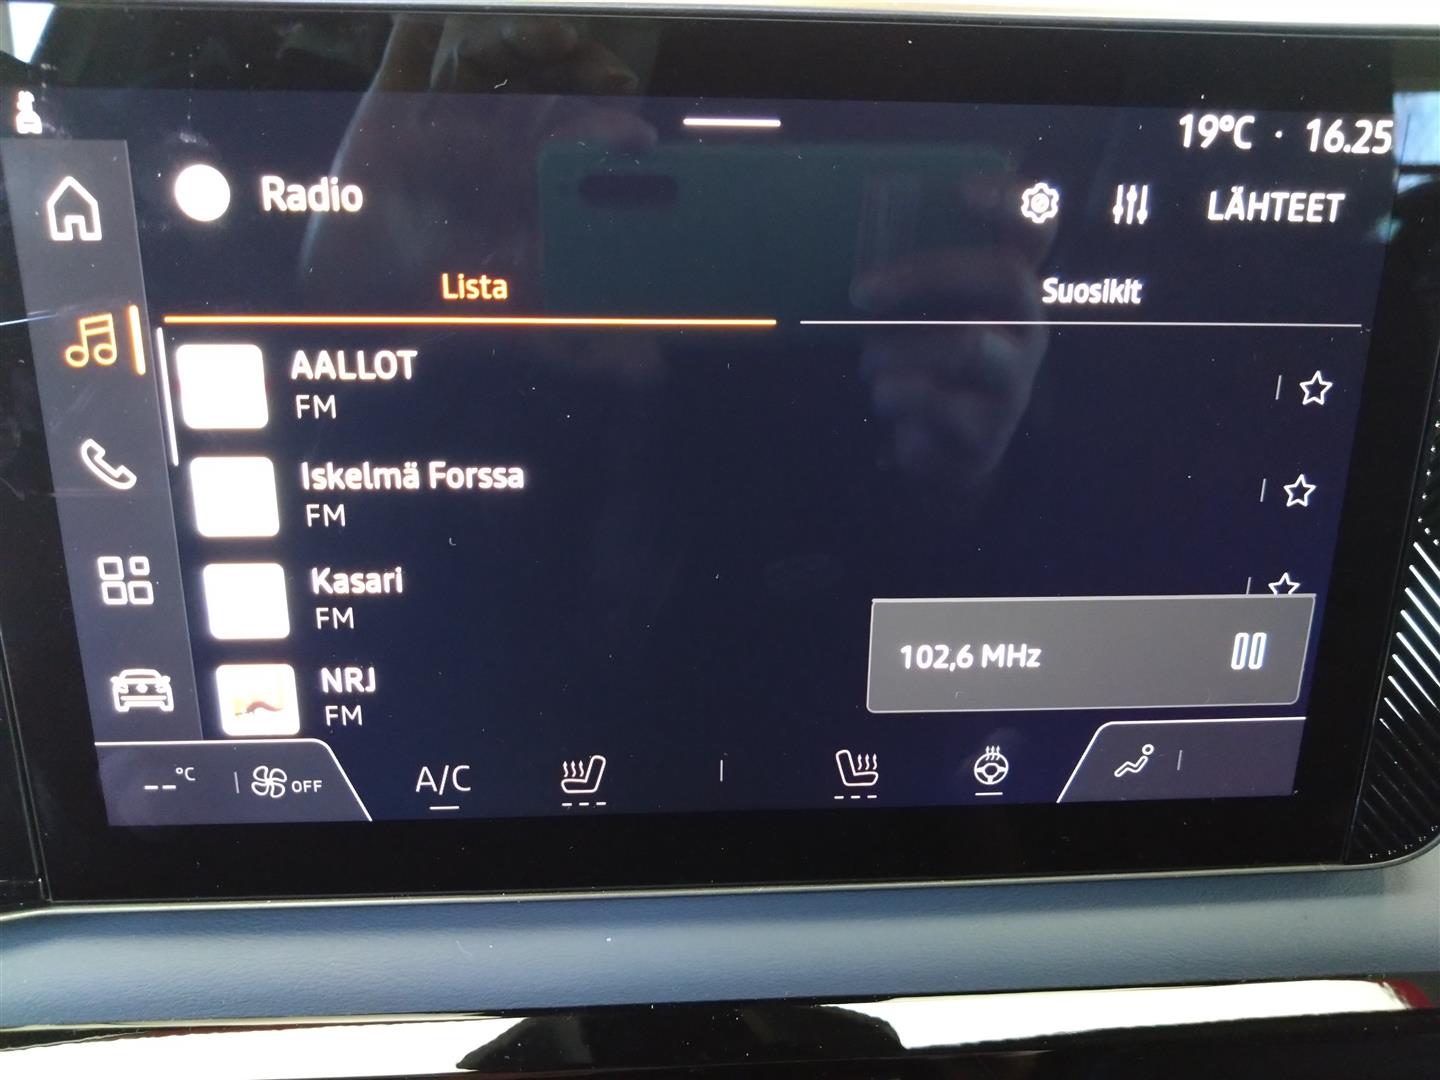 19°C · 16.25
Radio
LÄHTEET
Lista
Suosikit
AALLOT
FM
Iskelmä Forssa
FM
Kasari
FM
NRJ
FM
102,6 MHz
--°C
OFF
A/C